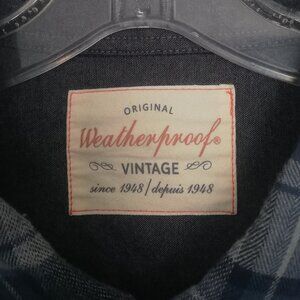 ORIGINAL
Weatherproof®
VINTAGE
since 1948 / depuis 1948